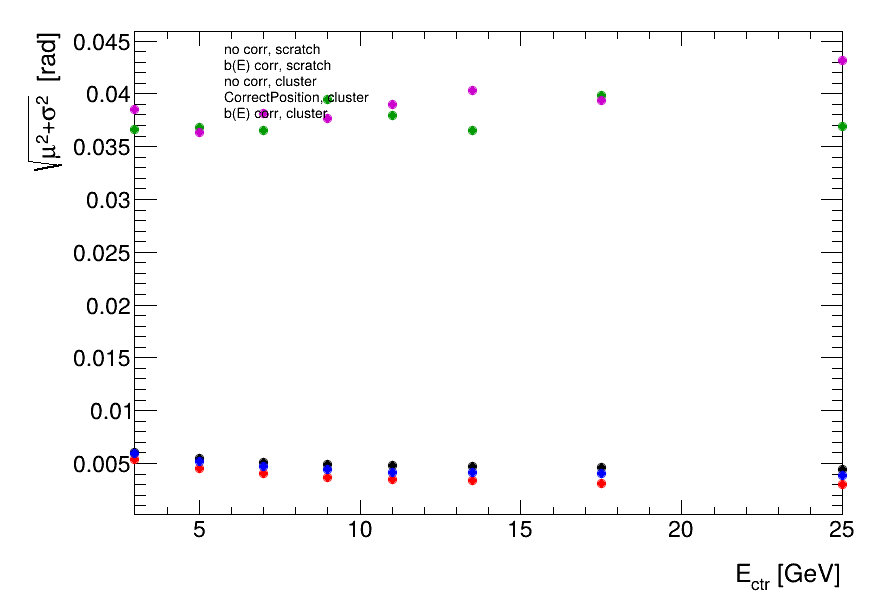 0.045
0.04
0.035
0.03
0.025
0.02
0.015
0.01
0.005
√μ²+σ² [rad]
no corr, scratch
b(E) corr, scratch
no corr, cluster
CorrectPosition, cluster
b(E) corr, cluster
5 10 15 20 25
E_ctr [GeV]